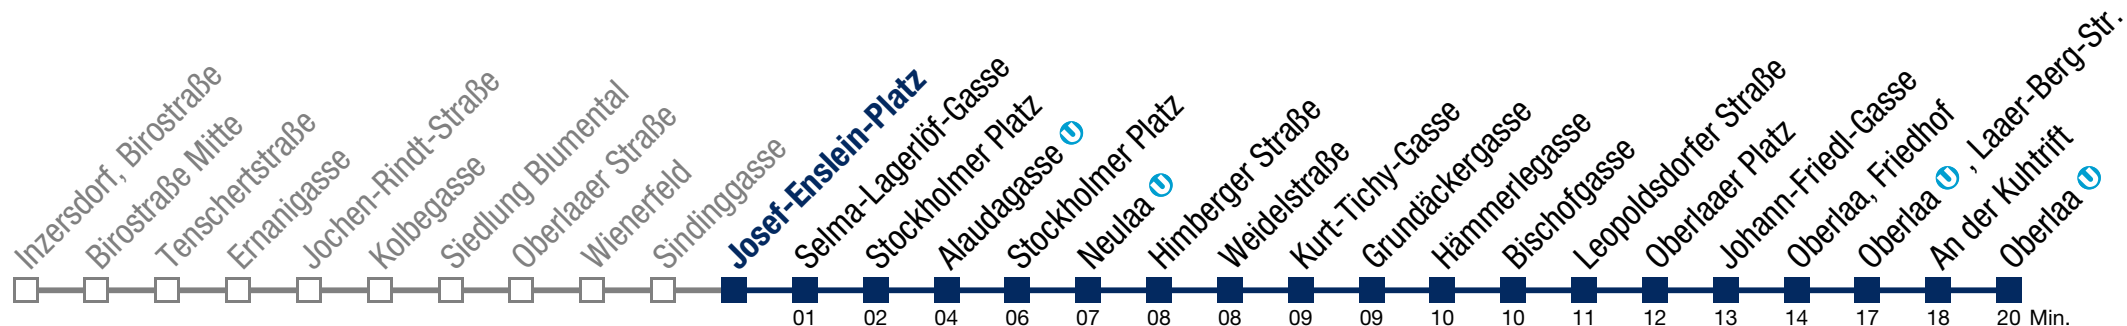 Inzersdorf, Birostraße
Birostraße Mitte
Tenschertstraße
Ernanigasse
Jochen-Rindt-Straße
Kolbegasse
Siedlung Blumental
Oberlaaer Straße
Wienerfeld
Sindinggasse
Josef-Enslein-Platz
Selma-Lagerlöf-Gasse
Stockholmer Platz
Alaudagasse U
Stockholmer Platz
Neulaa U
Himberger Straße
Weidelstraße
Kurt-Tichy-Gasse
Grundäckergasse
Hämmerlegasse
Bischofgasse
Leopoldsdorfer Straße
Oberlaaer Platz
Johann-Friedl-Gasse
Oberlaa, Friedhof
Oberlaa U , Laaer-Berg-Str.
An der Kuhtrift
Oberlaa U
01 02 04 06 07 08 08 09 09 10 10 11 12 13 14 17 18 20 Min.